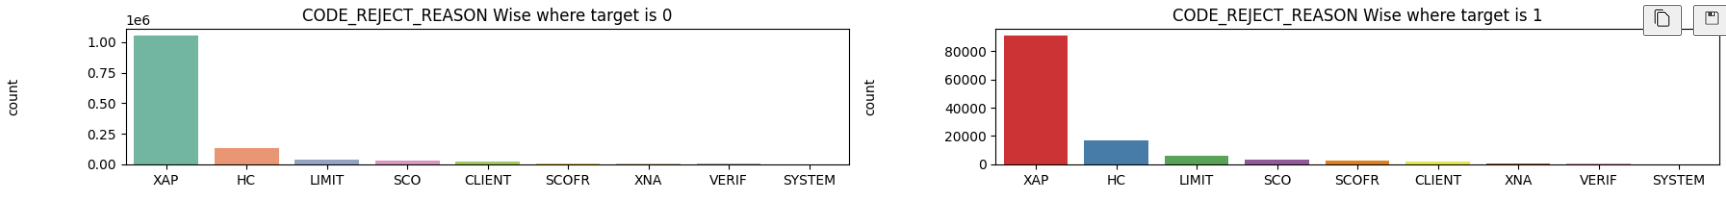 CODE_REJECT_REASON Wise where target is 0
1e6
1.00
0.75
0.50
0.25
0.00
count
XAP HC LIMIT SCO CLIENT SCOFR XNA VERIF SYSTEM
CODE_REJECT_REASON Wise where target is 1
80000
60000
40000
20000
0
count
XAP HC LIMIT SCO SCOFR CLIENT XNA VERIF SYSTEM